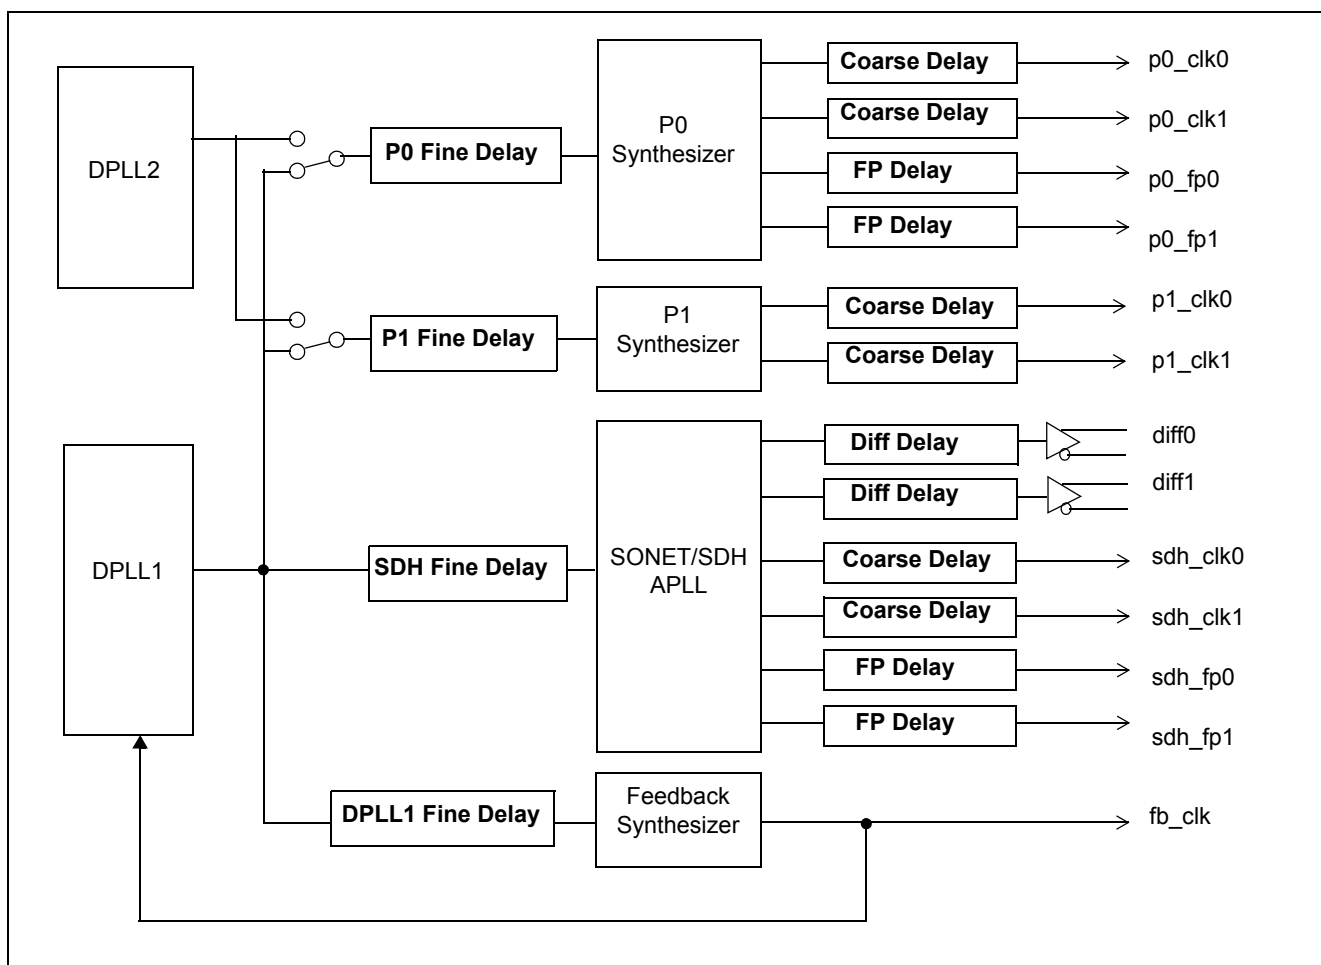 DPLL2
P0 Fine Delay
P0
Synthesizer
Coarse Delay
p0_clk0
Coarse Delay
p0_clk1
FP Delay
p0_fp0
FP Delay
p0_fp1
P1 Fine Delay
P1
Synthesizer
Coarse Delay
p1_clk0
Coarse Delay
p1_clk1
DPLL1
SDH Fine Delay
SONET/SDH
APLL
Diff Delay
diff0
Diff Delay
diff1
Coarse Delay
sdh_clk0
Coarse Delay
sdh_clk1
FP Delay
sdh_fp0
FP Delay
sdh_fp1
DPLL1 Fine Delay
Feedback
Synthesizer
fb_clk